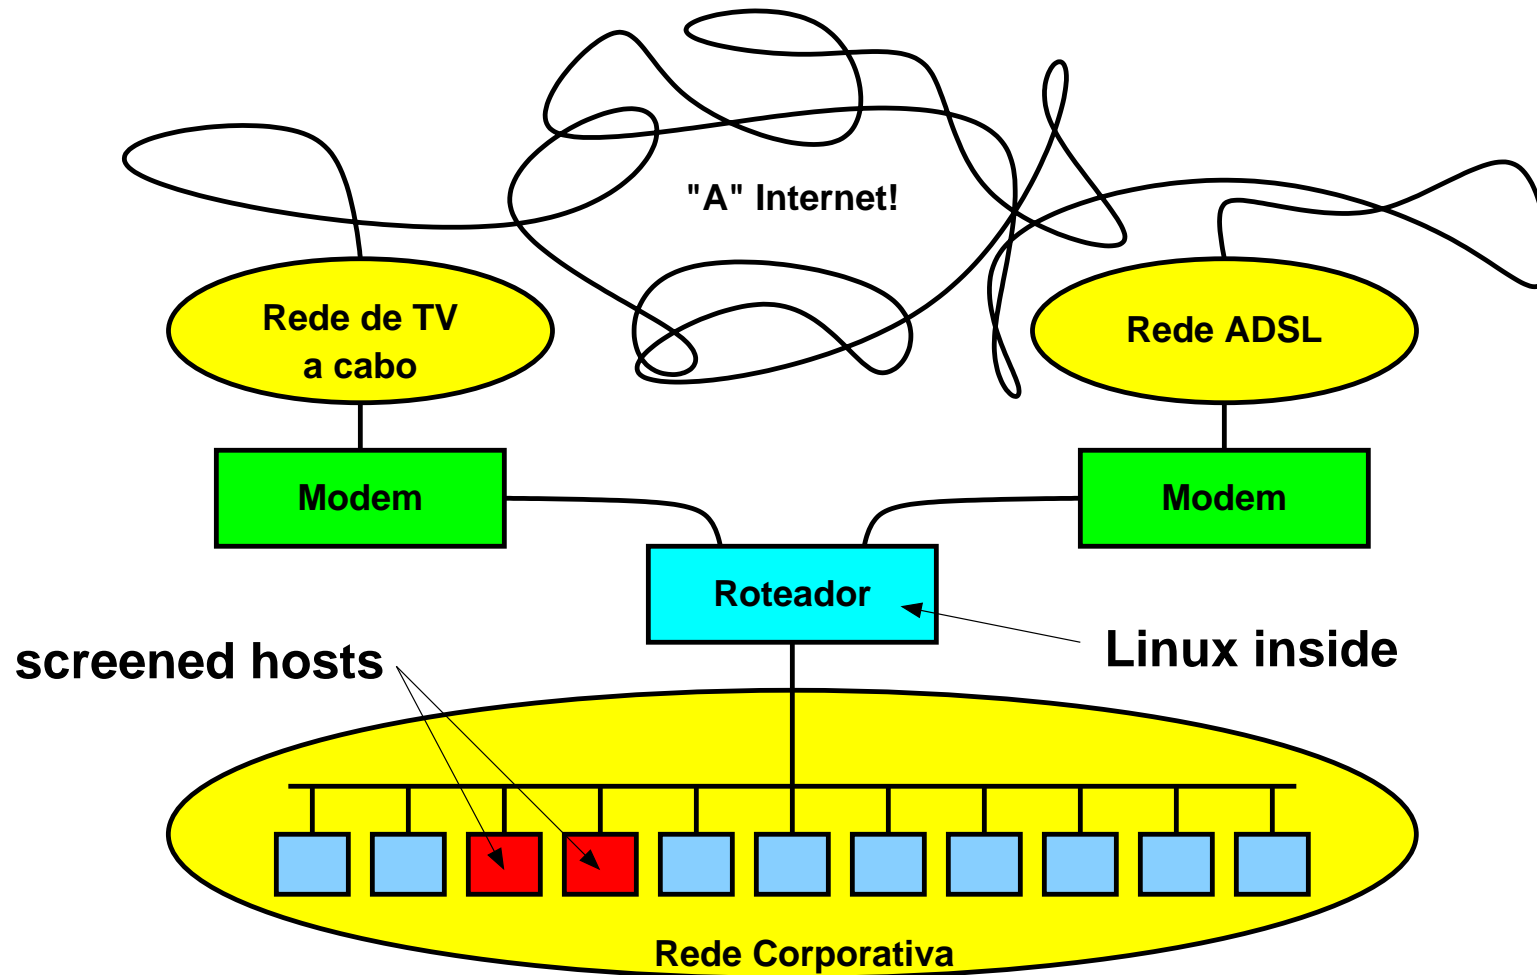 "A" Internet!
Rede de TV
a cabo
Rede ADSL
Modem
Modem
Roteador
screened hosts
Linux inside
Rede Corporativa